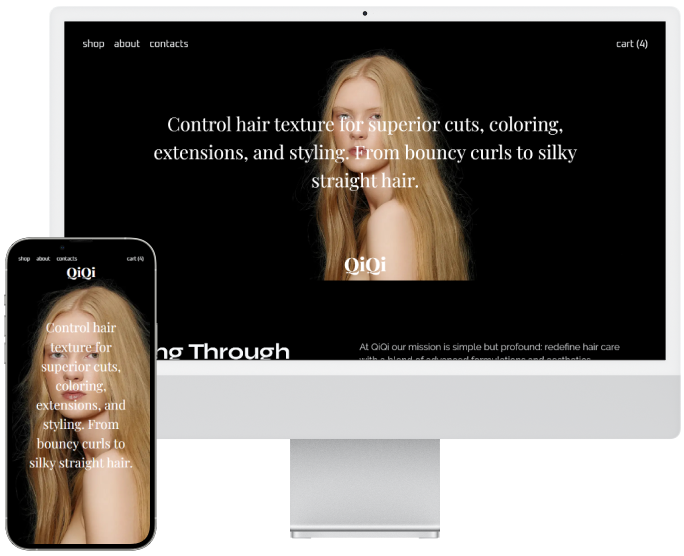 shop about contacts cart (4)
Control hair texture for superior cuts, coloring,
extensions, and styling. From bouncy curls to silky
straight hair.
QiQi
ng Through
At QiQi our mission is simple but profound: redefine hair care
with a blend of advanced formulations and aesthetics
shop about contacts cart (4)
QiQi
Control hair
texture for
superior cuts,
coloring,
extensions, and
styling. From
bouncy curls to
silky straight hair.